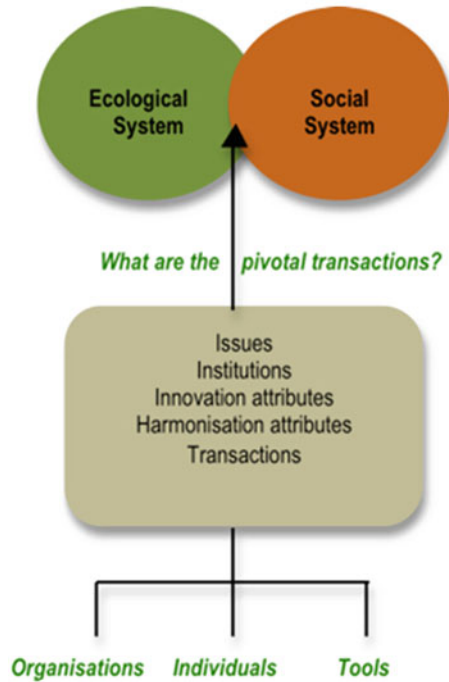 Ecological Social
System System
What are the pivotal transactions?
Issues
Institutions
Innovation attributes
Harmonisation attributes
Transactions
Organisations Individuals Tools